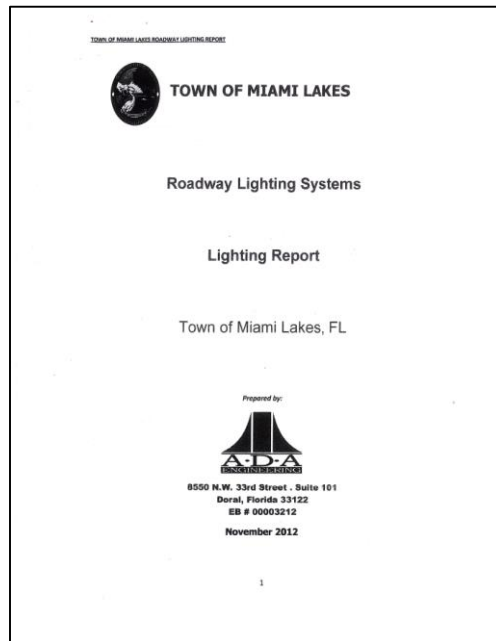 TOWN OF MIAMI LAKES ROADWAY LIGHTING REPORT
TOWN OF MIAMI LAKES
Roadway Lighting Systems
Lighting Report
Town of Miami Lakes, FL
Prepared by:
A·D·A
ENGINEERING
8550 N.W. 33rd Street . Suite 101
Doral, Florida 33122
EB # 00003212
November 2012
1